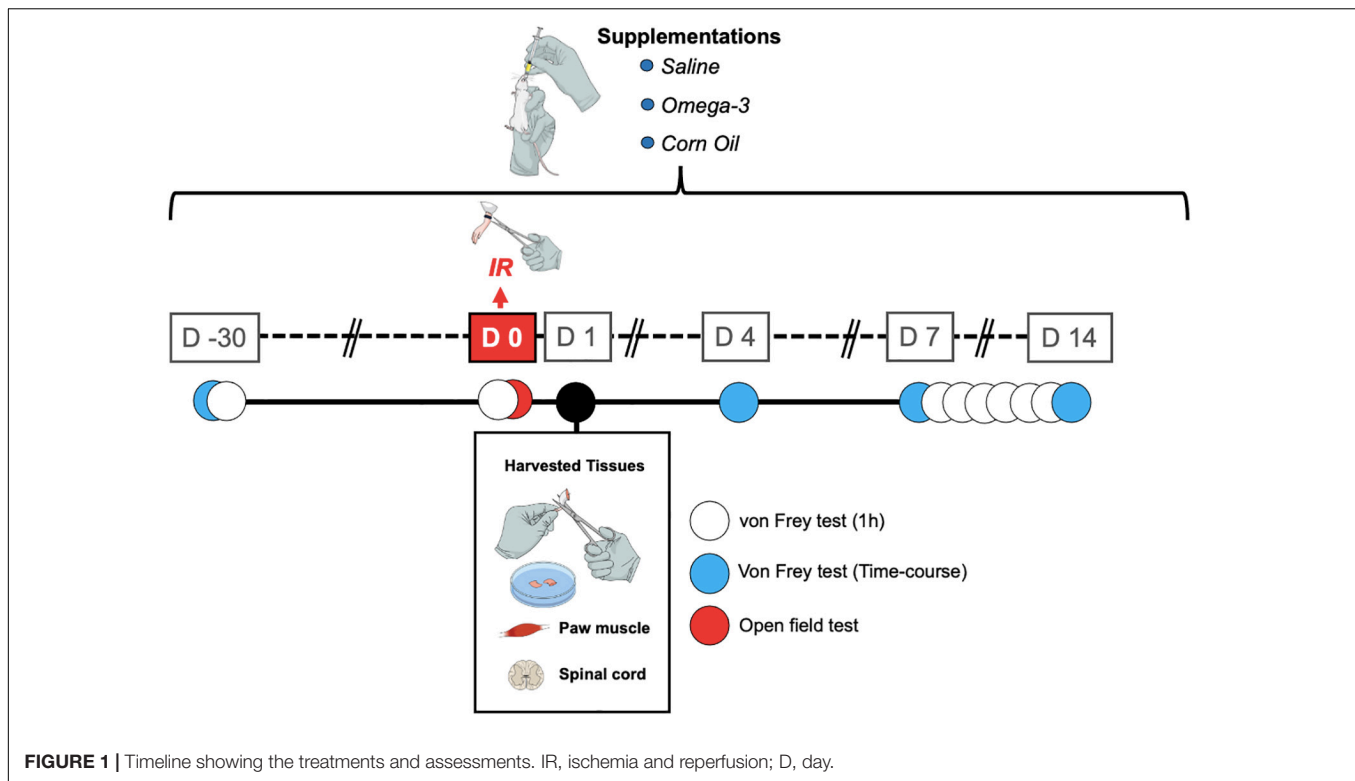 Supplementations
Saline
Omega-3
Corn Oil
IR
D -30
D 0
D 1
D 4
D 7
D 14
Harvested Tissues
Paw muscle
Spinal cord
von Frey test (1h)
Von Frey test (Time-course)
Open field test
FIGURE 1 | Timeline showing the treatments and assessments. IR, ischemia and reperfusion; D, day.